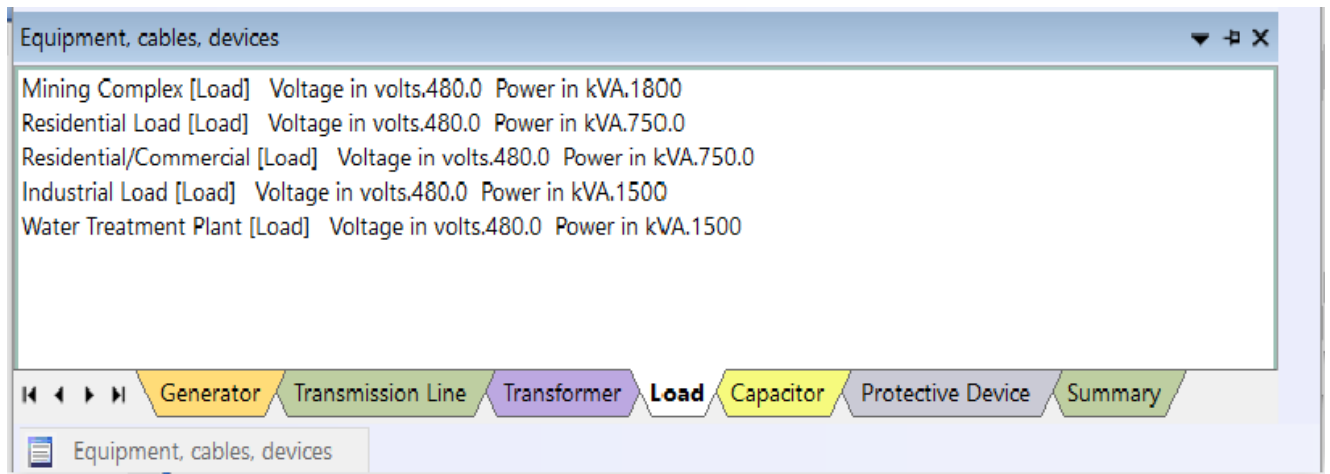 Equipment, cables, devices
Mining Complex [Load] Voltage in volts.480.0 Power in kVA.1800
Residential Load [Load] Voltage in volts.480.0 Power in kVA.750.0
Residential/Commercial [Load] Voltage in volts.480.0 Power in kVA.750.0
Industrial Load [Load] Voltage in volts.480.0 Power in kVA.1500
Water Treatment Plant [Load] Voltage in volts.480.0 Power in kVA.1500
Generator Transmission Line Transformer Load Capacitor Protective Device Summary
Equipment, cables, devices